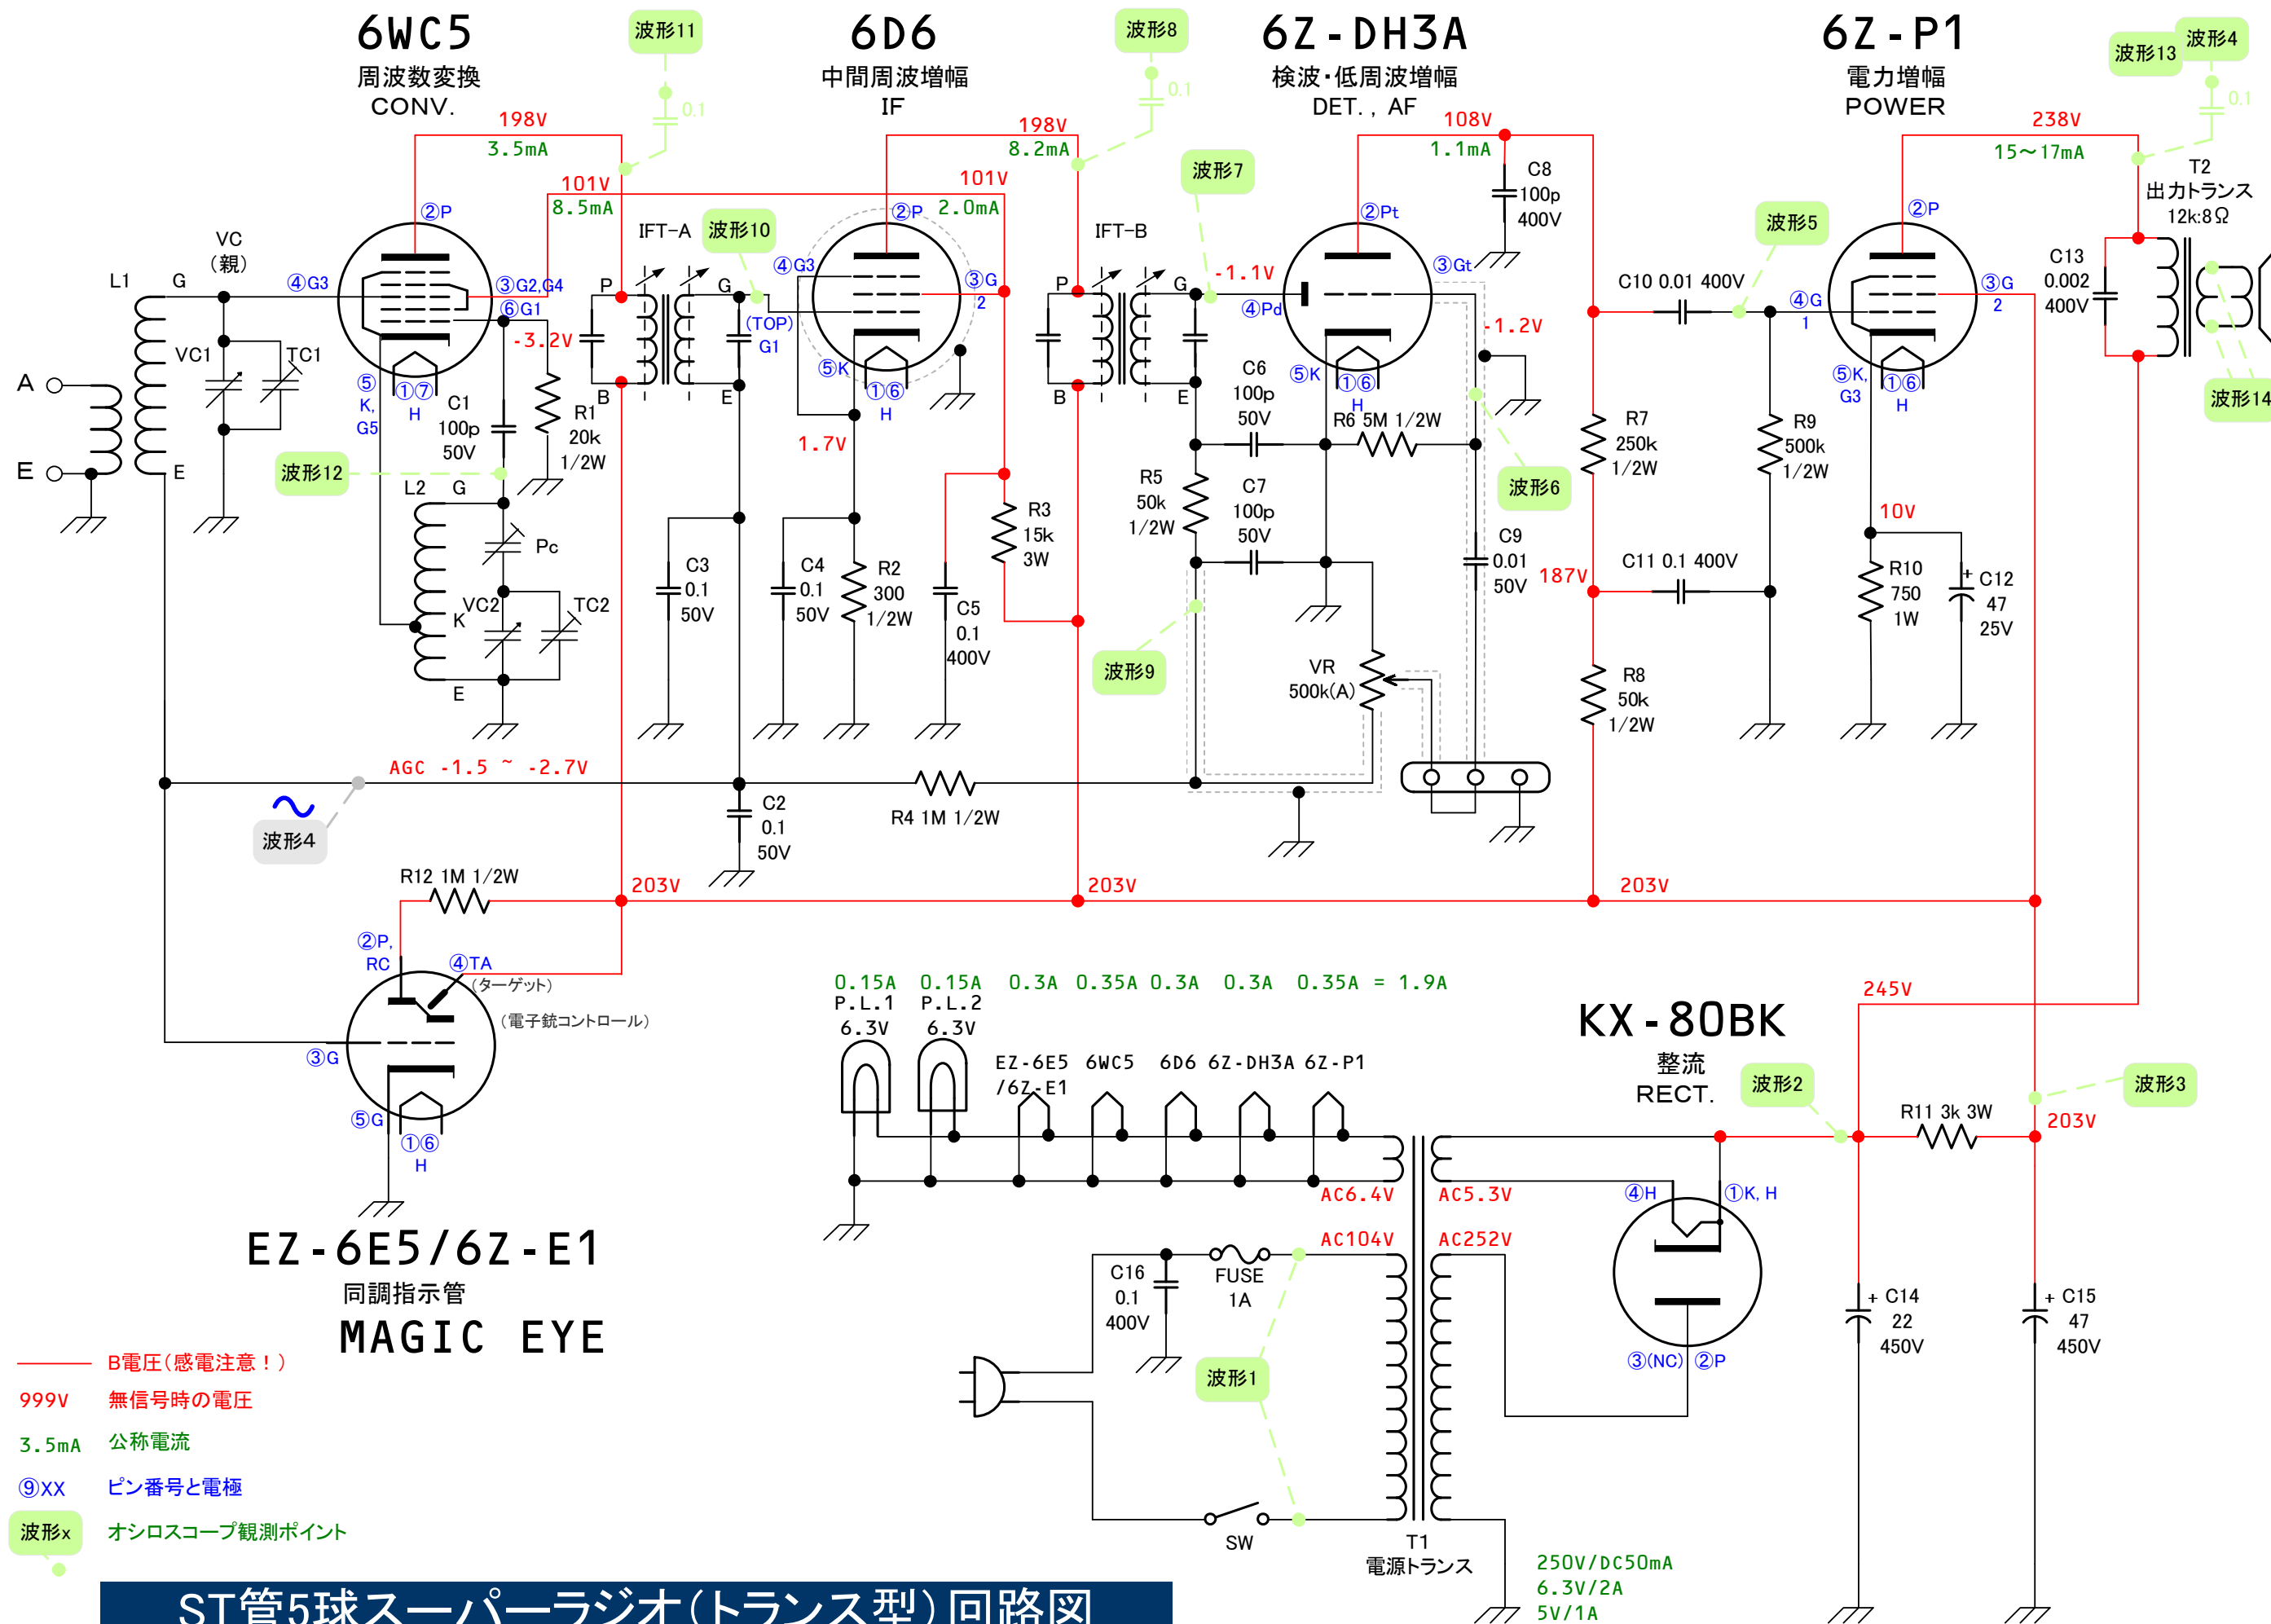 6WC5
周波数変換
CONV.
波形11
0.1
6D6
中間周波増幅
IF
波形8
0.1
6Z-DH3A
検波・低周波増幅
DET., AF
6Z-P1
電力増幅
POWER
波形13
波形4
0.1
198V
3.5mA
101V
8.5mA
198V
8.2mA
101V
2.0mA
108V
1.1mA
238V
15～17mA
T2
出力トランス
12k:8Ω
C8
100p
400V
波形7
波形5
波形10
VC
(親)
L1
G
④G3
②P
③G2,G4
⑥G1
-3.2V
IFT-A
P
G
④G3
②P
③G
2
(TOP)
G1
IFT-B
P
G
-1.1V
②Pt
③Gt
④Pd
-1.2V
C10 0.01 400V
④G
1
②P
③G
2
C13
0.002
400V
VC1
TC1
A
E
E
⑤
K,
G5
①⑦
H
C1
100p
50V
R1
20k
1/2W
B
E
⑤K
①⑥
H
1.7V
B
E
C6
100p
50V
⑤K
①⑥
H
R6 5M 1/2W
R7
250k
1/2W
R9
500k
1/2W
⑤K,
G3
①⑥
H
波形14
波形12
L2
G
Pc
VC2
TC2
K
E
C3
0.1
50V
C4
0.1
50V
R2
300
1/2W
C5
0.1
400V
R3
15k
3W
R5
50k
1/2W
C7
100p
50V
波形6
C9
0.01
50V
波形9
VR
500k(A)
187V
C11 0.1 400V
R8
50k
1/2W
10V
R10
750
1W
+ C12
47
25V
AGC -1.5 ~ -2.7V
波形4
C2
0.1
50V
R4 1M 1/2W
R12 1M 1/2W
203V
203V
203V
②P,
RC
④TA
(ターゲット)
(電子銃コントロール)
③G
⑤G
①⑥
H
EZ-6E5/6Z-E1
同調指示管
MAGIC EYE
0.15A 0.15A 0.3A 0.35A 0.3A 0.3A 0.35A = 1.9A
P.L.1
6.3V
P.L.2
6.3V
EZ-6E5
/6Z-E1
6WC5
6D6
6Z-DH3A
6Z-P1
245V
KX-80BK
整流
RECT.
波形2
波形3
R11 3k 3W
203V
AC6.4V
AC5.3V
④H
①K, H
AC104V
AC252V
C16
0.1
400V
FUSE
1A
③(NC)
②P
+ C14
22
450V
+ C15
47
450V
波形1
SW
T1
電源トランス
250V/DC50mA
6.3V/2A
5V/1A
B電圧(感電注意！)
999V
無信号時の電圧
3.5mA
公称電流
⑨XX
ピン番号と電極
波形x
オシロスコープ観測ポイント
ST管5球スーパーラジオ(トランス型)回路図